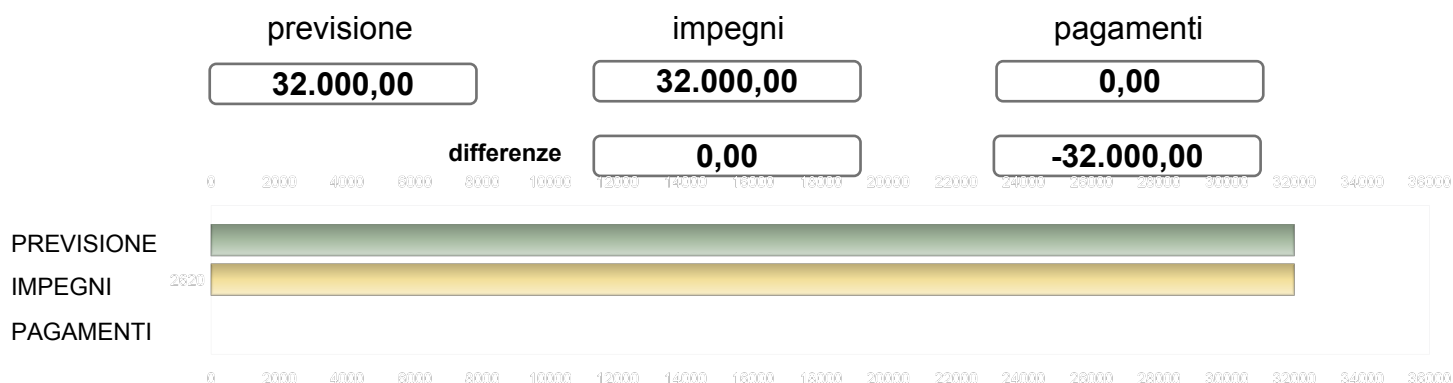 previsione impegni pagamenti
32.000,00 32.000,00 0,00
differenze 0,00 -32.000,00
0 2000 4000 6000 8000 10000 12000 14000 16000 18000 20000 22000 24000 26000 28000 30000 32000 34000 36000
PREVISIONE
2620
IMPEGNI
PAGAMENTI
0 2000 4000 6000 8000 10000 12000 14000 16000 18000 20000 22000 24000 26000 28000 30000 32000 34000 36000